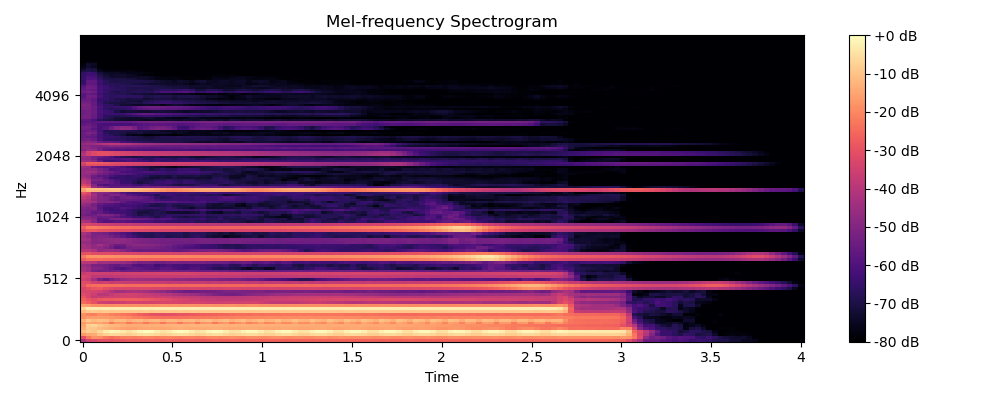 Mel-frequency Spectrogram
Hz
4096
2048
1024
512
0
0
0.5
1
1.5
2
2.5
3
3.5
4
Time
+0 dB
-10 dB
-20 dB
-30 dB
-40 dB
-50 dB
-60 dB
-70 dB
-80 dB